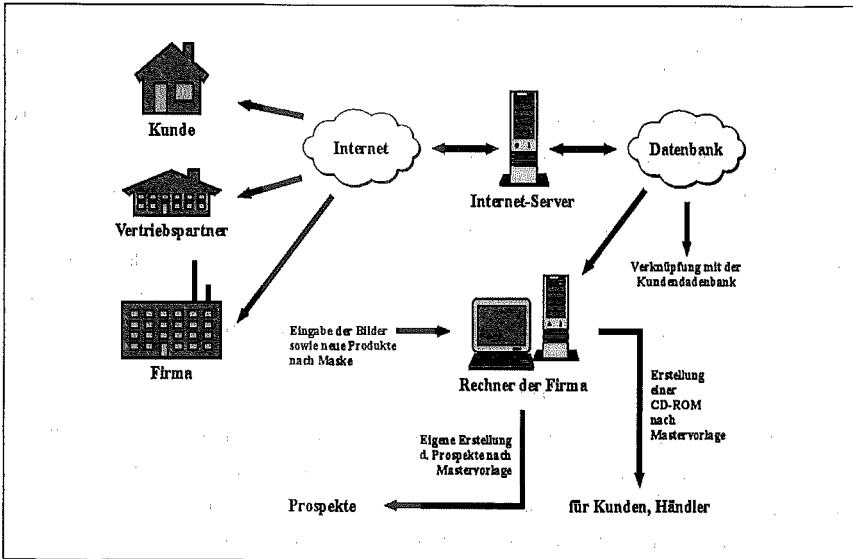 Kunde
Internet
Datenbank
Internet-Server
Vertriebspartner
Verknüpfung mit der
Kundendadenbank
Firma
Eingabe der Bilder
sowie neue Produkte
nach Maske
Rechner der Firma
Erstellung
einer
CD-ROM
nach
Mastervorlage
Eigene Erstellung
d. Prospekte nach
Mastervorlage
Prospekte
für Kunden, Händler